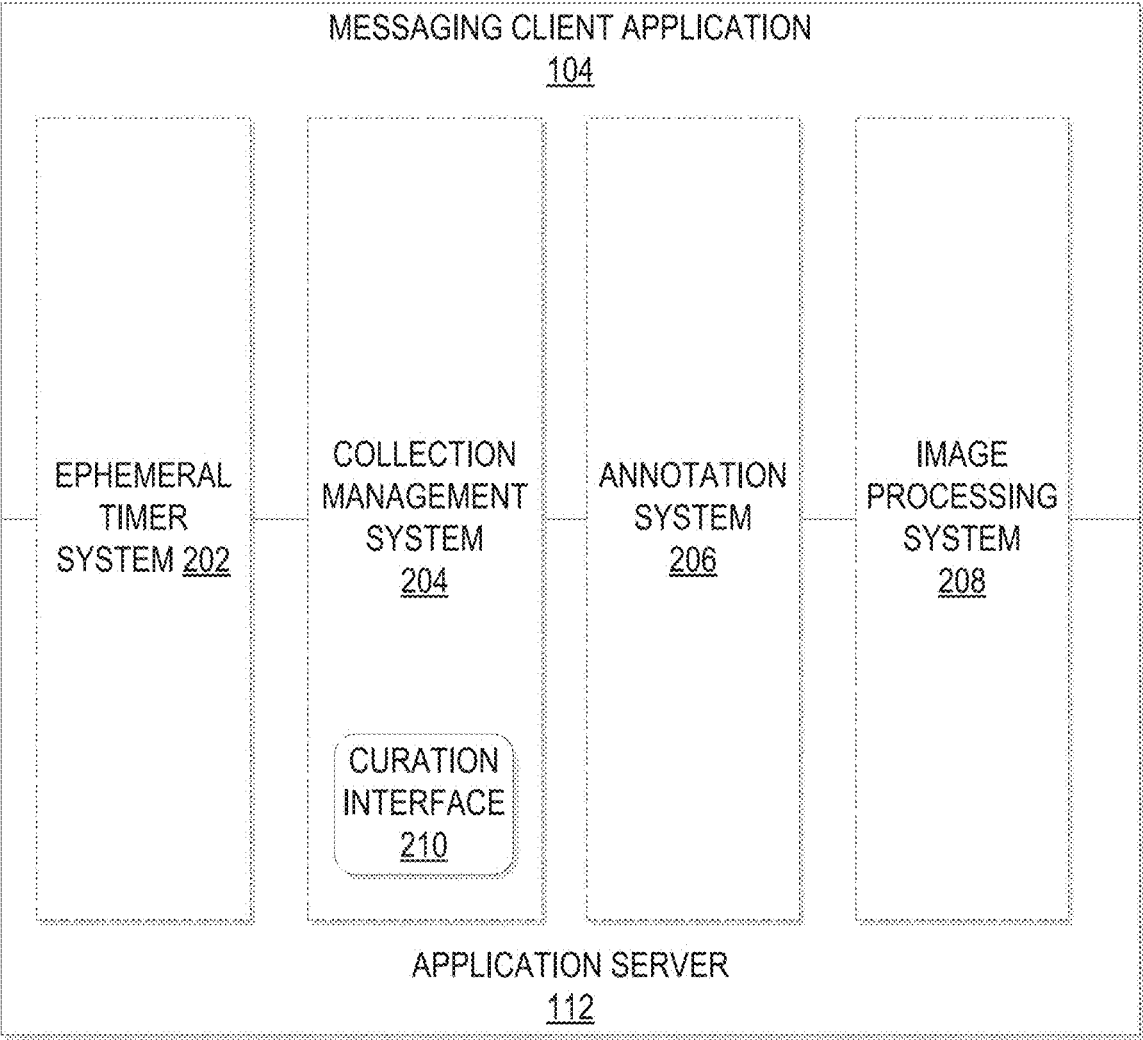 MESSAGING CLIENT APPLICATION
104
EPHEMERAL
TIMER
SYSTEM 202
COLLECTION
MANAGEMENT
SYSTEM
204
CURATION
INTERFACE
210
ANNOTATION
SYSTEM
206
IMAGE
PROCESSING
SYSTEM
208
APPLICATION SERVER
112